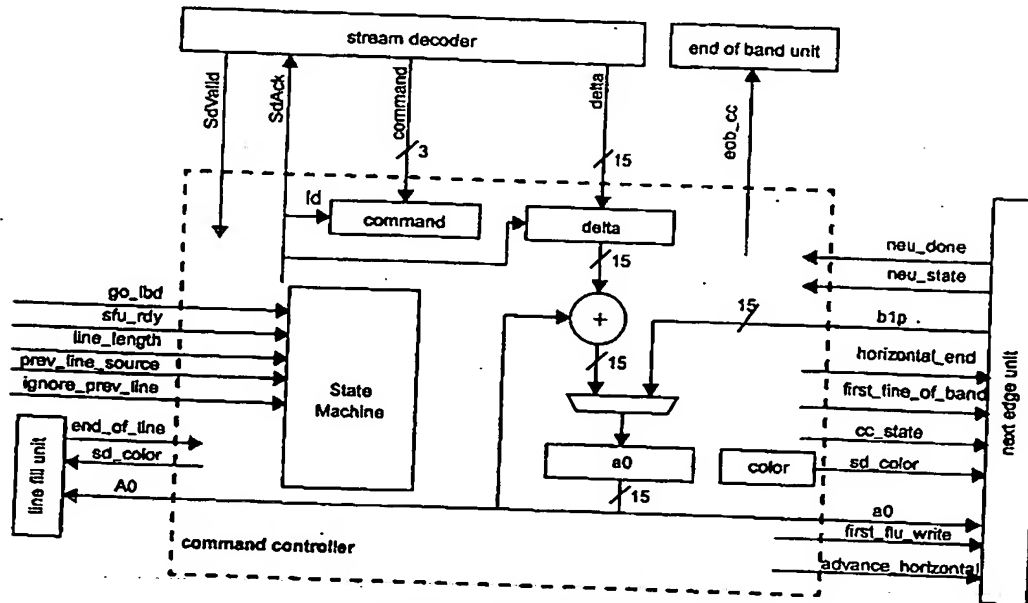 stream decoder
end of band unit
SdValid
SdAck
command
delta
eob_cc
3
15
ld
command
delta
neu_done
neu_state
15
15
b1p
go_lbd
sfu_rdy
line_length
prev_line_source
ignore_prev_line
State
Machine
+
15
horizontal_end
first_line_of_band
cc_state
sd_color
next edge unit
line fill unit
end_of_line
sd_color
A0
a0
color
15
a0
first_flu_write
advance_horizontal
command controller